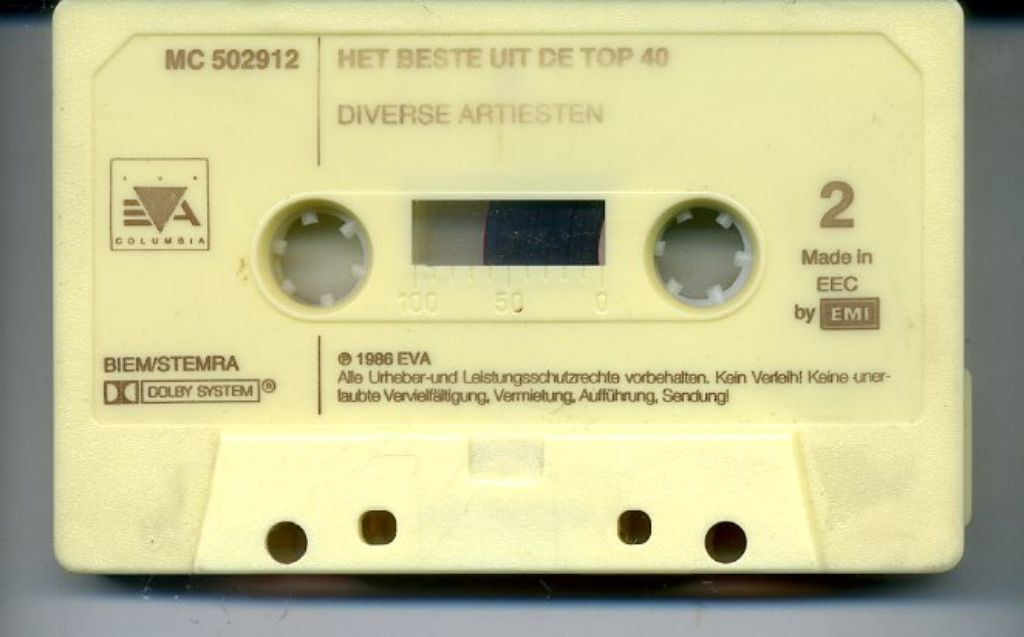 MC 502912
HET BESTE UIT DE TOP 40
DIVERSE ARTIESTEN
EVA
COLUMBIA
2
Made in
EEC
by EMI
100 50 0
BIEM/STEMRA
DOLBY SYSTEM®
℗ 1986 EVA
Alle Urheber-und Leistungsschutzrechte vorbehalten. Kein Verleih! Keine uner-
laubte Vervielfältigung, Vermietung, Aufführung, Sendung!